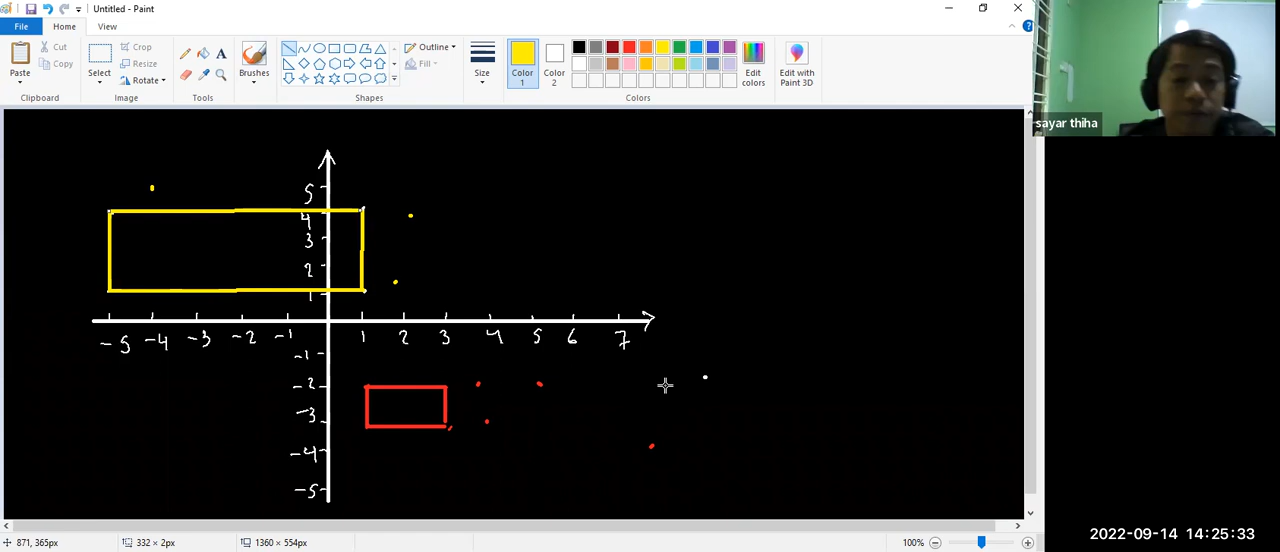 Untitled - Paint
File Home View
Paste
Cut
Copy
Clipboard
Select
Crop
Resize
Rotate
Image
A
Tools
Brushes
Outline
Fill
Shapes
Size
Color 1
Color 2
Edit colors
Colors
Edit with Paint 3D
sayar thiha
5
4
3
2
1
-5 -4 -3 -2 -1 1 2 3 4 5 6 7
-1
-2
-3
-4
-5
871, 365px
332 × 2px
1360 × 554px
100%
2022-09-14 14:25:33